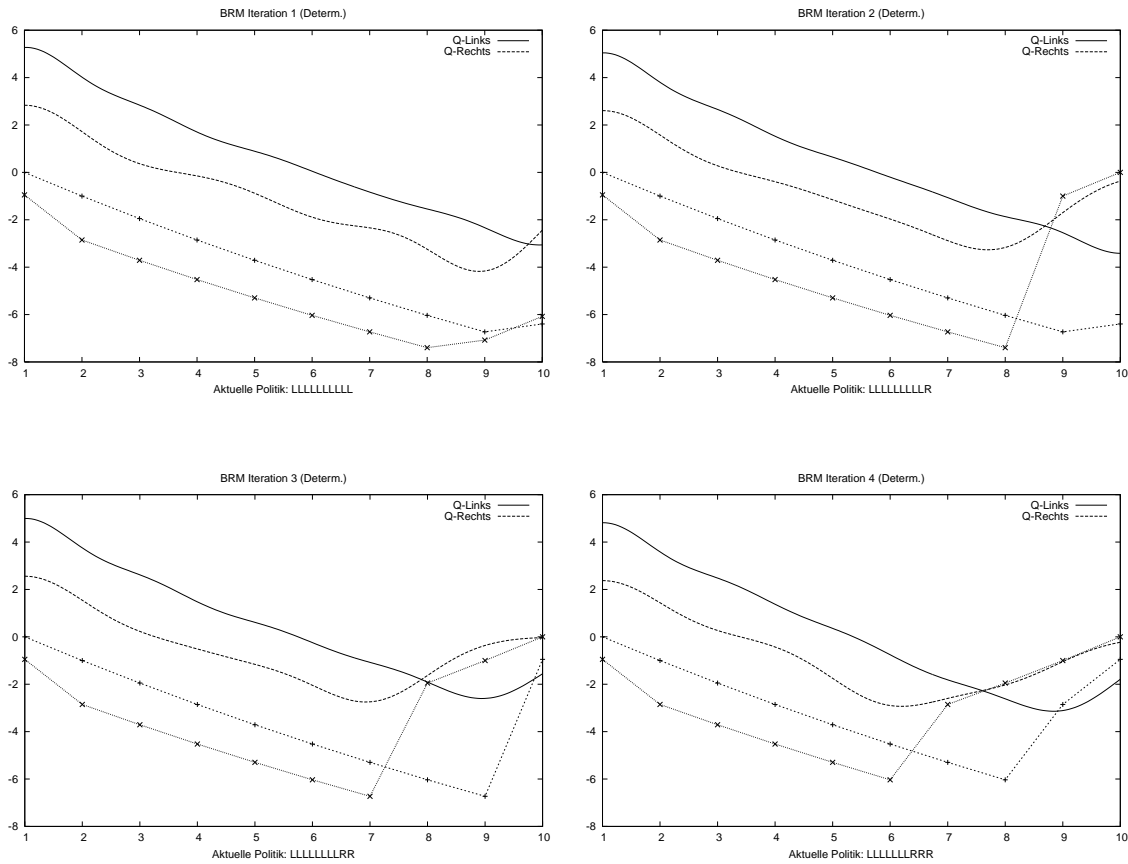 BRM Iteration 1 (Determ.)
6
4
2
0
-2
-4
-6
-8
1 2 3 4 5 6 7 8 9 10
Q-Links
Q-Rechts
Aktuelle Politik: LLLLLLLLLL
BRM Iteration 2 (Determ.)
6
4
2
0
-2
-4
-6
-8
1 2 3 4 5 6 7 8 9 10
Q-Links
Q-Rechts
Aktuelle Politik: LLLLLLLLLR
BRM Iteration 3 (Determ.)
6
4
2
0
-2
-4
-6
-8
1 2 3 4 5 6 7 8 9 10
Q-Links
Q-Rechts
Aktuelle Politik: LLLLLLLLRR
BRM Iteration 4 (Determ.)
6
4
2
0
-2
-4
-6
-8
1 2 3 4 5 6 7 8 9 10
Q-Links
Q-Rechts
Aktuelle Politik: LLLLLLLRRR